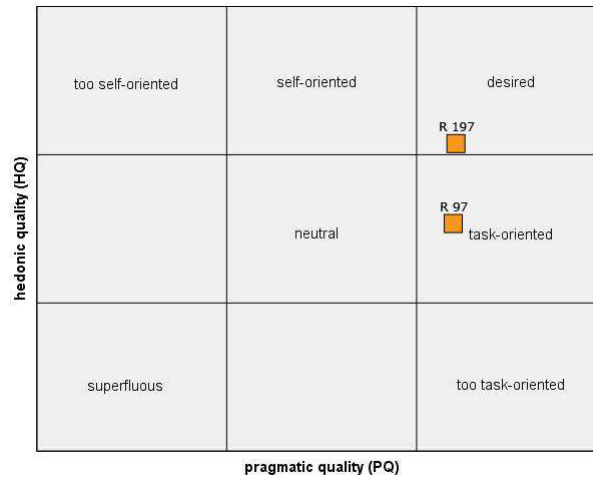 too self-oriented
self-oriented
desired
R 197
hedonic quality (HQ)
R 97
neutral
task-oriented
superfluous
too task-oriented
pragmatic quality (PQ)